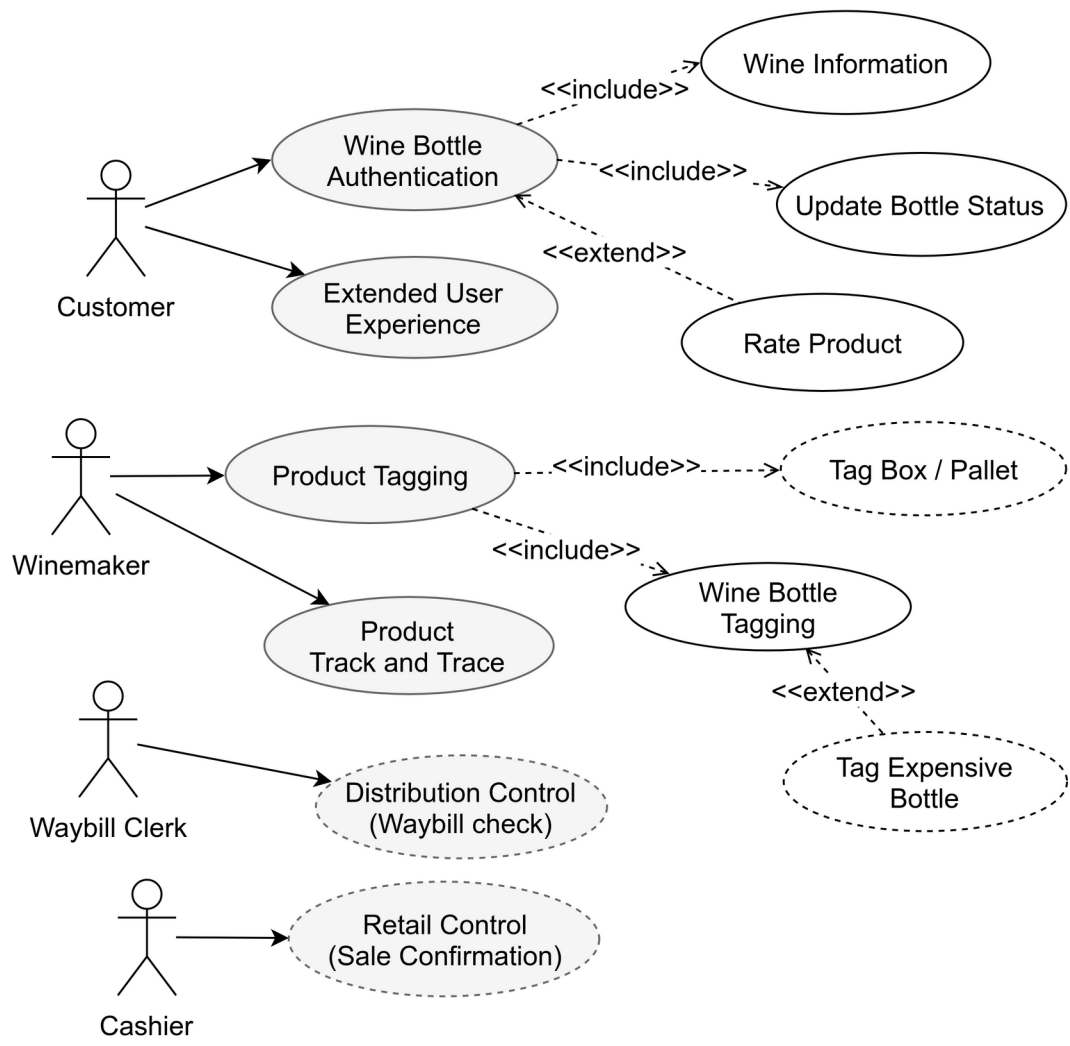 Wine Information
<<include>>
Wine Bottle
Authentication
<<include>>
Update Bottle Status
<<extend>>
Customer
Extended User
Experience
Rate Product
Product Tagging
<<include>>
Tag Box / Pallet
Winemaker
<<include>>
Wine Bottle
Tagging
Product
Track and Trace
<<extend>>
Tag Expensive
Bottle
Waybill Clerk
Distribution Control
(Waybill check)
Retail Control
(Sale Confirmation)
Cashier